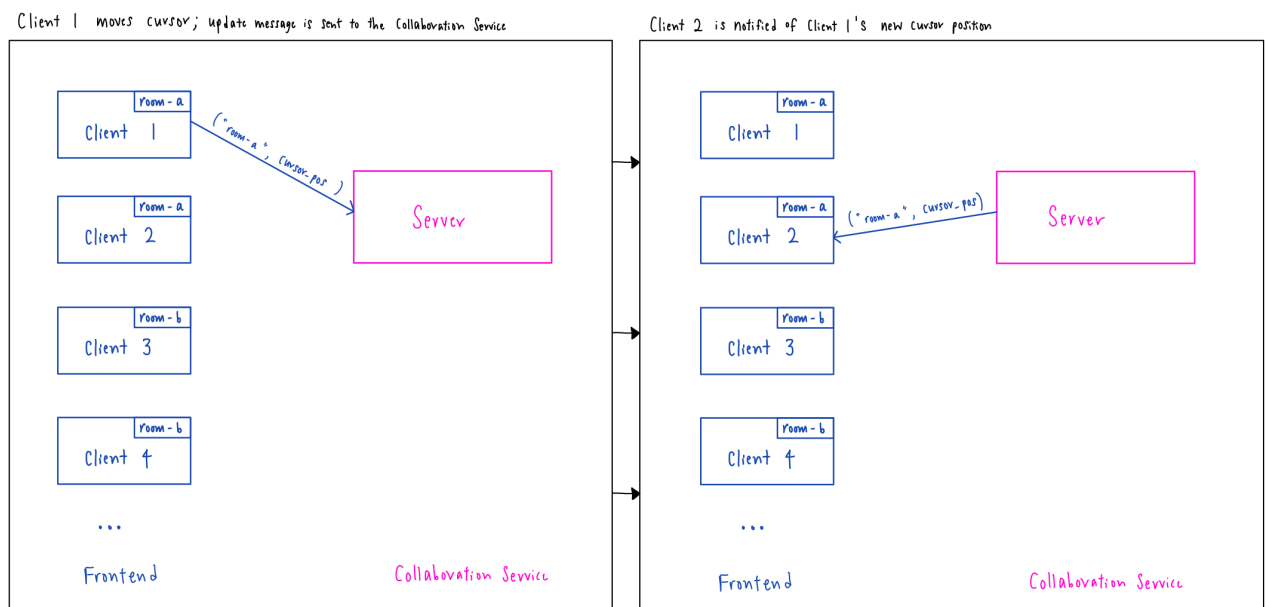 Client 1 moves cursor; update message is sent to the Collaboration Service
room-a
Client 1
("room-a", cursor_pos)
room-a
Client 2
Server
room-b
Client 3
room-b
Client 4
...
Frontend
Collaboration Service
Client 2 is notified of Client 1's new cursor position
room-a
Client 1
room-a
Client 2
("room-a", cursor_pos)
Server
room-b
Client 3
room-b
Client 4
...
Frontend
Collaboration Service